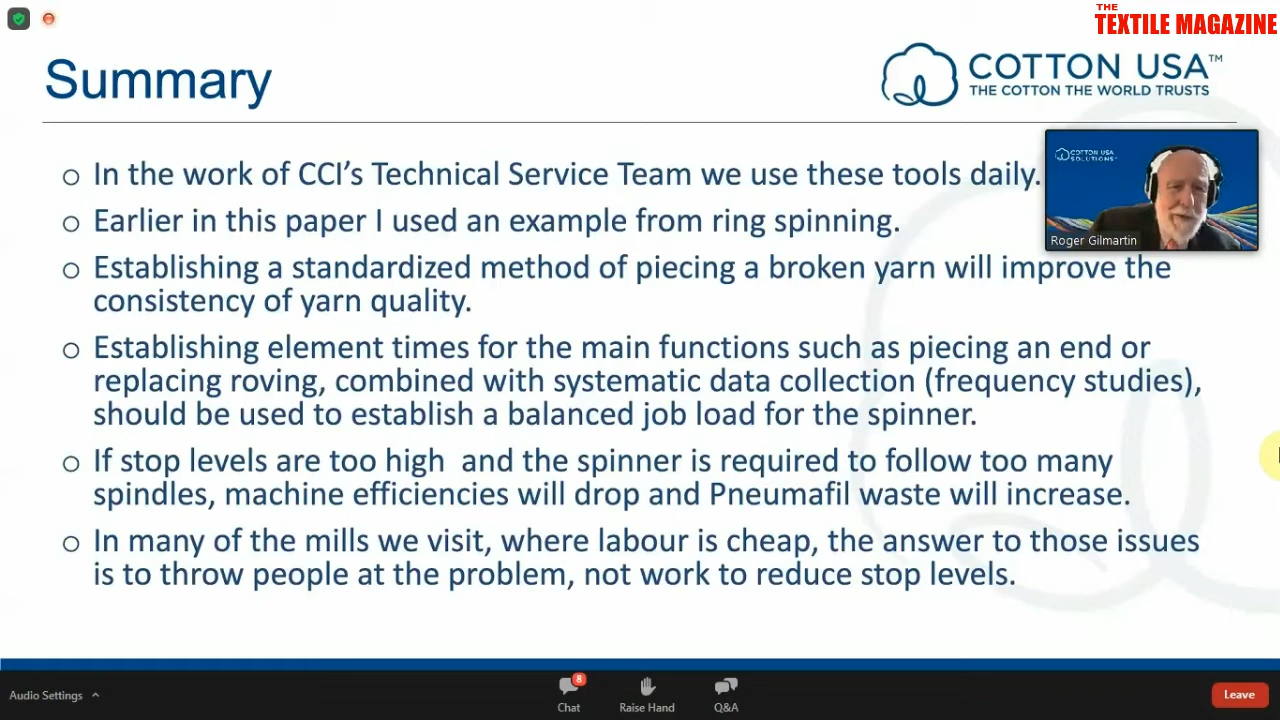 THE
TEXTILE MAGAZINE
Summary
COTTON USA™
THE COTTON THE WORLD TRUSTS
○ In the work of CCI’s Technical Service Team we use these tools daily.
○ Earlier in this paper I used an example from ring spinning.
○ Establishing a standardized method of piecing a broken yarn will improve the
consistency of yarn quality.
○ Establishing element times for the main functions such as piecing an end or
replacing roving, combined with systematic data collection (frequency studies),
should be used to establish a balanced job load for the spinner.
○ If stop levels are too high  and the spinner is required to follow too many
spindles, machine efficiencies will drop and Pneumafil waste will increase.
○ In many of the mills we visit, where labour is cheap, the answer to those issues
is to throw people at the problem, not work to reduce stop levels.
COTTON USA
SOLUTIONS™
Roger Gilmartin
Audio Settings
8
Chat
Raise Hand
Q&A
Leave